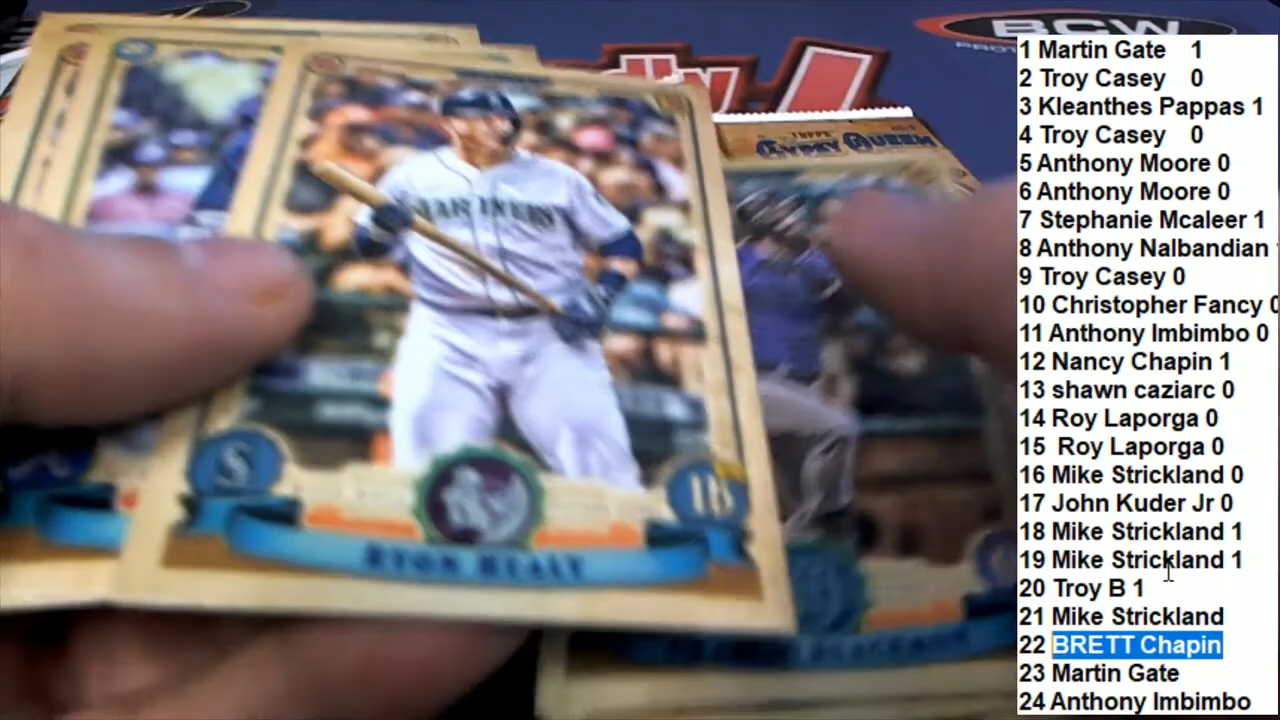 BCW
1 Martin Gate 1
2 Troy Casey 0
3 Kleanthes Pappas 1
4 Troy Casey 0
5 Anthony Moore 0
6 Anthony Moore 0
7 Stephanie Mcaleer 1
8 Anthony Nalbandian
9 Troy Casey 0
10 Christopher Fancy 0
11 Anthony Imbimbo 0
12 Nancy Chapin 1
13 shawn caziarc 0
14 Roy Laporga 0
15 Roy Laporga 0
16 Mike Strickland 0
17 John Kuder Jr 0
18 Mike Strickland 1
19 Mike Strickland 1
20 Troy B 1
21 Mike Strickland
22 BRETT Chapin
23 Martin Gate
24 Anthony Imbimbo
TOPPS
GYPSY QUEEN
MARINERS
S
1B
RYON HEALY